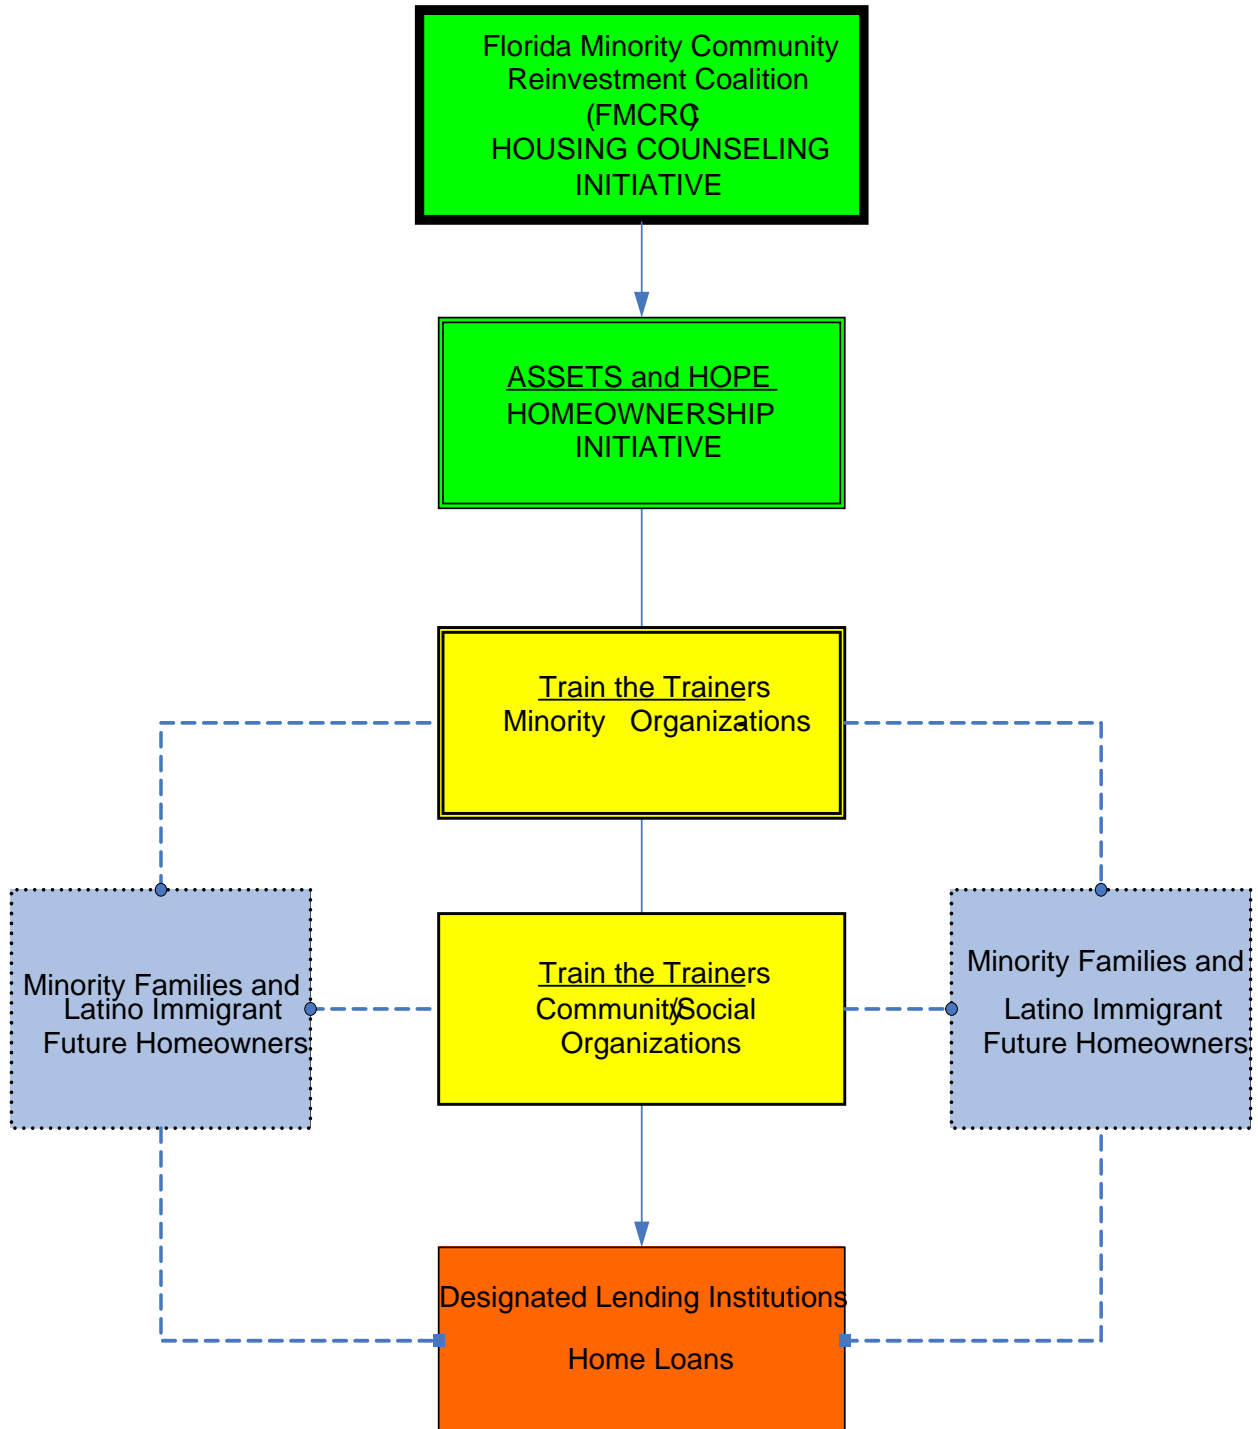 Florida Minority Community
Reinvestment Coalition
(FMCRC)
HOUSING COUNSELING
INITIATIVE
ASSETS and HOPE
HOMEOWNERSHIP
INITIATIVE
Train the Trainers
Minority Organizations
Minority Families and
Latino Immigrant
Future Homeowners
Train the Trainers
Community/Social
Organizations
Minority Families and
Latino Immigrant
Future Homeowners
Designated Lending Institutions
Home Loans